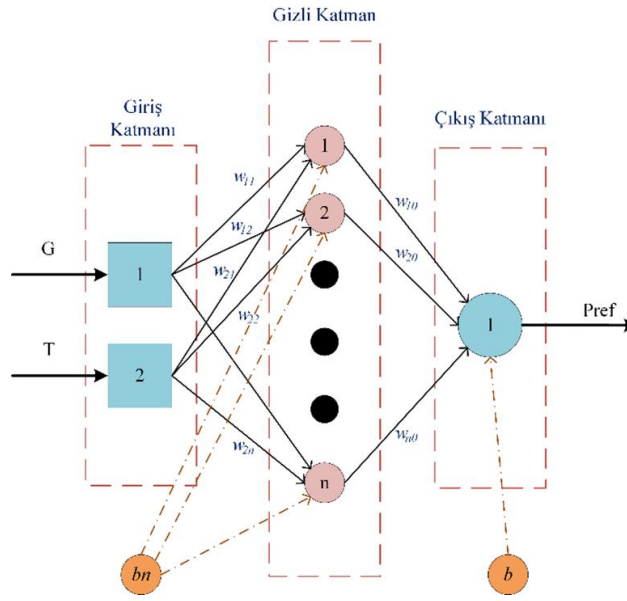 Gizli Katman
Giriş
Katmanı
Çıkış Katmanı
G
T
1
2
w11
w12
w21
w22
w2n
1
2
n
w10
w20
wn0
1
Pref
bn
b